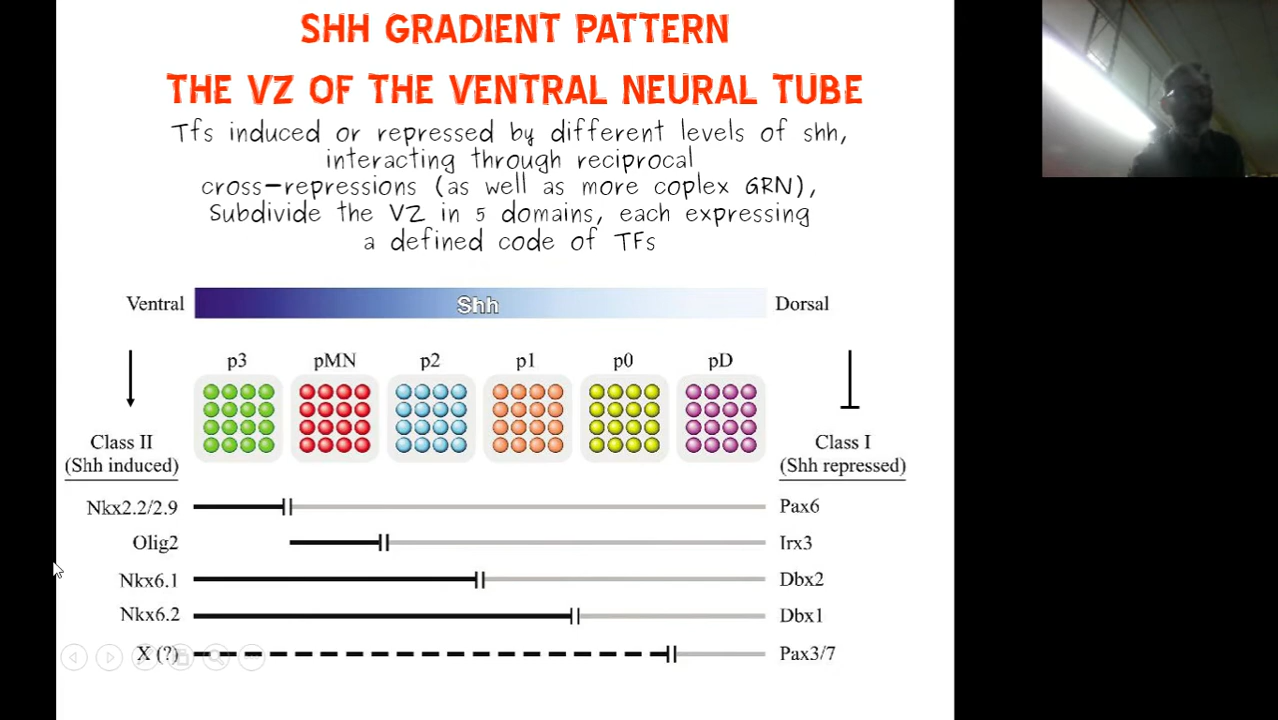 SHH GRADIENT PATTERN
THE VZ OF THE VENTRAL NEURAL TUBE
Tfs induced or repressed by different levels of shh,
interacting through reciprocal
cross-repressions (as well as more coplex GRN),
Subdivide the VZ in 5 domains, each expressing
a defined code of TFs
Ventral Shh Dorsal
p3 pMN p2 p1 p0 pD
Class II Class I
(Shh induced) (Shh repressed)
Nkx2.2/2.9 Pax6
Olig2 Irx3
Nkx6.1 Dbx2
Nkx6.2 Dbx1
X (?) Pax3/7